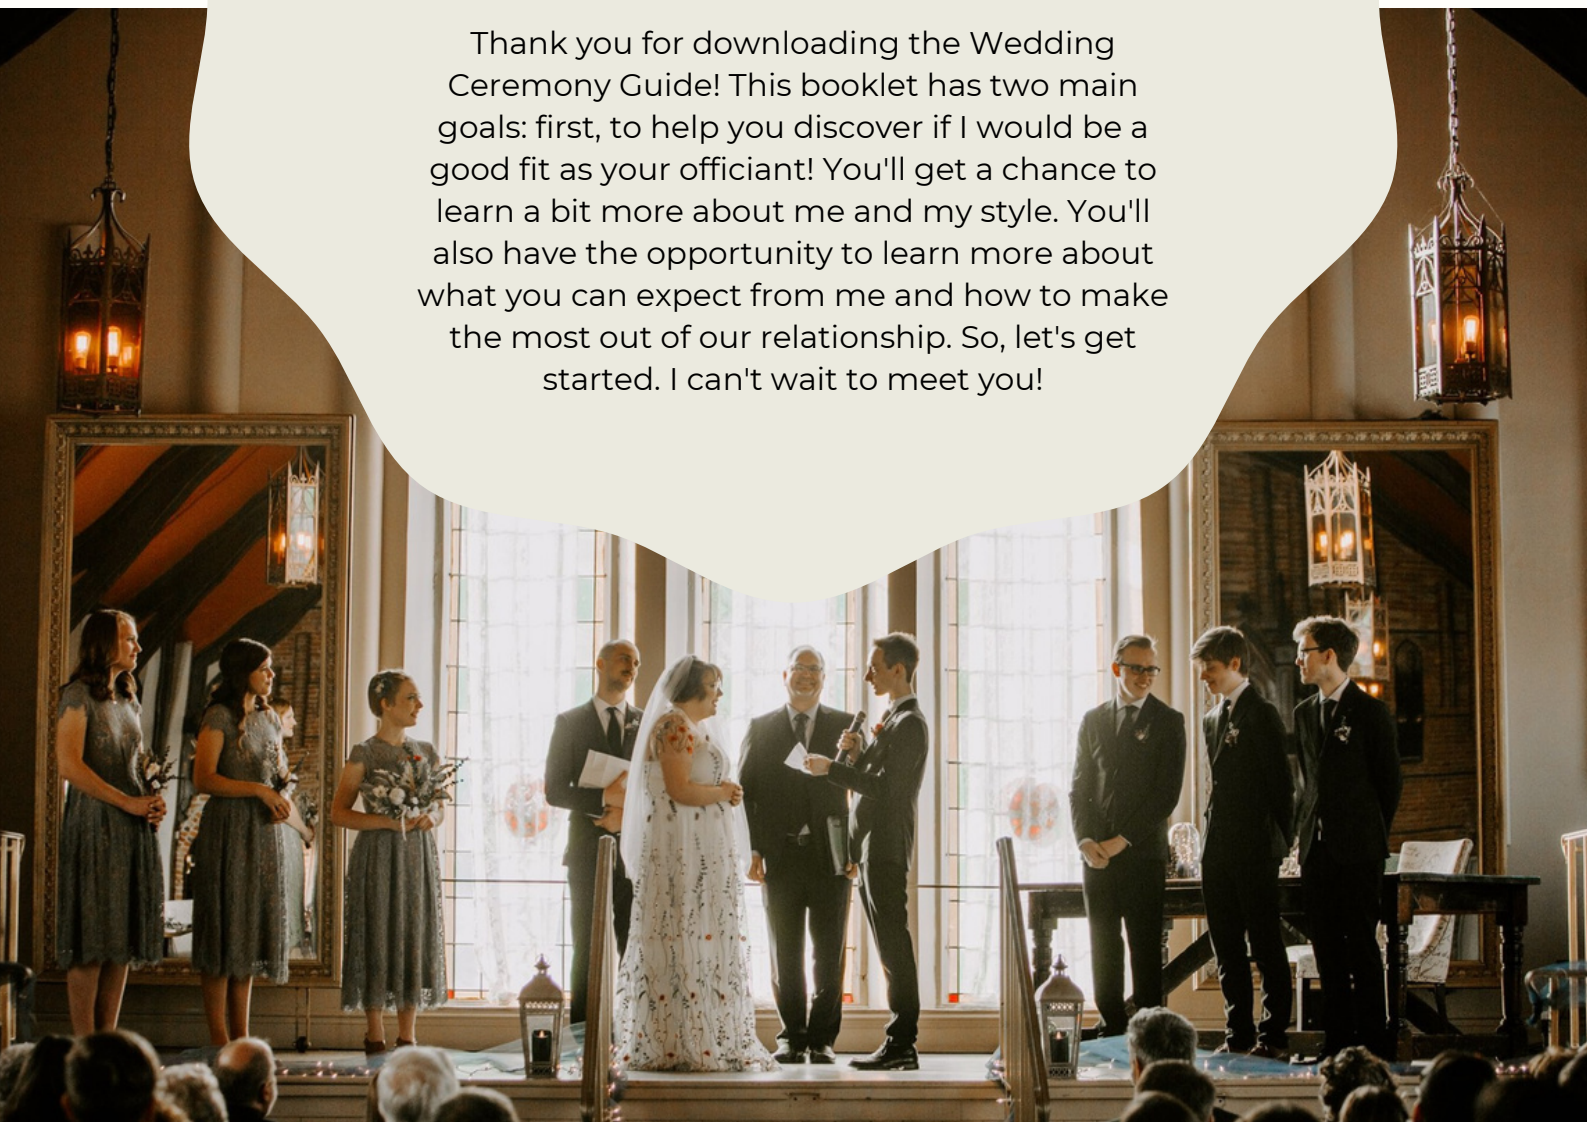 Thank you for downloading the Wedding
Ceremony Guide! This booklet has two main
goals: first, to help you discover if I would be a
good fit as your officiant! You'll get a chance to
learn a bit more about me and my style. You'll
also have the opportunity to learn more about
what you can expect from me and how to make
the most out of our relationship. So, let's get
started. I can't wait to meet you!